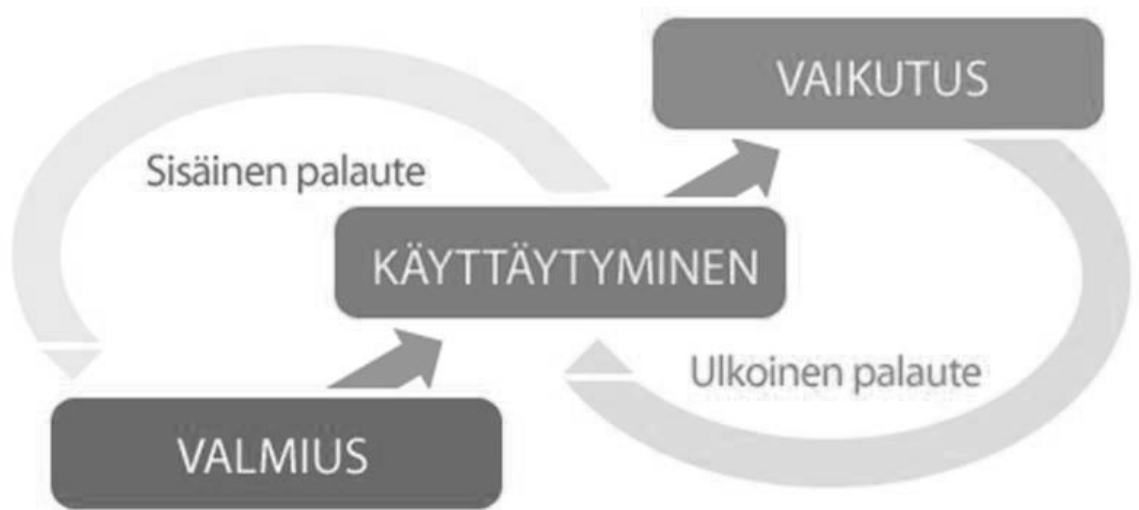 VAIKUTUS
Sisäinen palaute
KÄYTTÄYTYMINEN
Ulkoinen palaute
VALMIUS